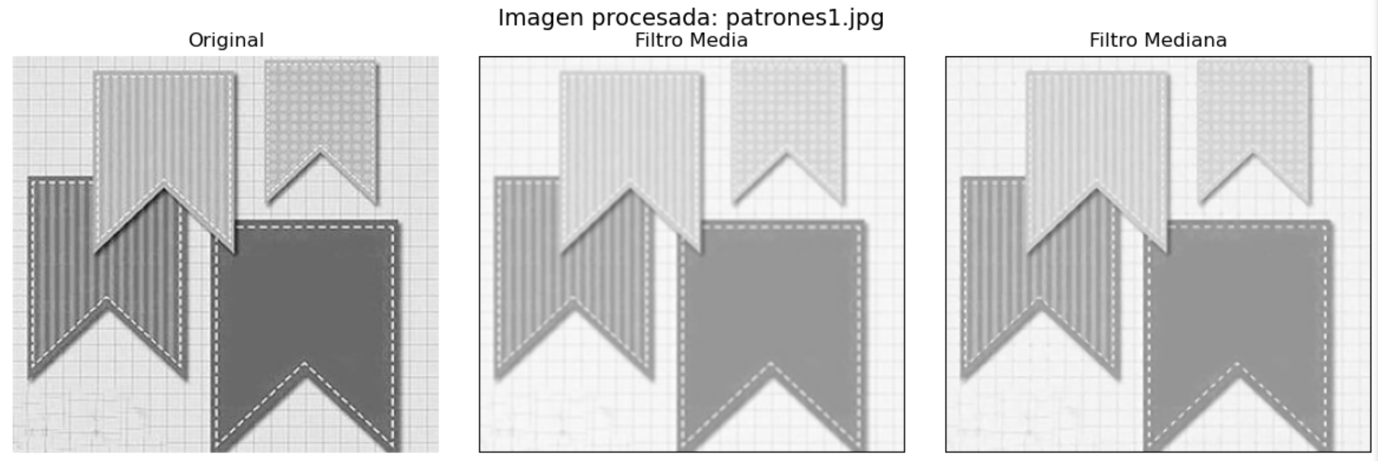 Imagen procesada: patrones1.jpg
Original
Filtro Media
Filtro Mediana